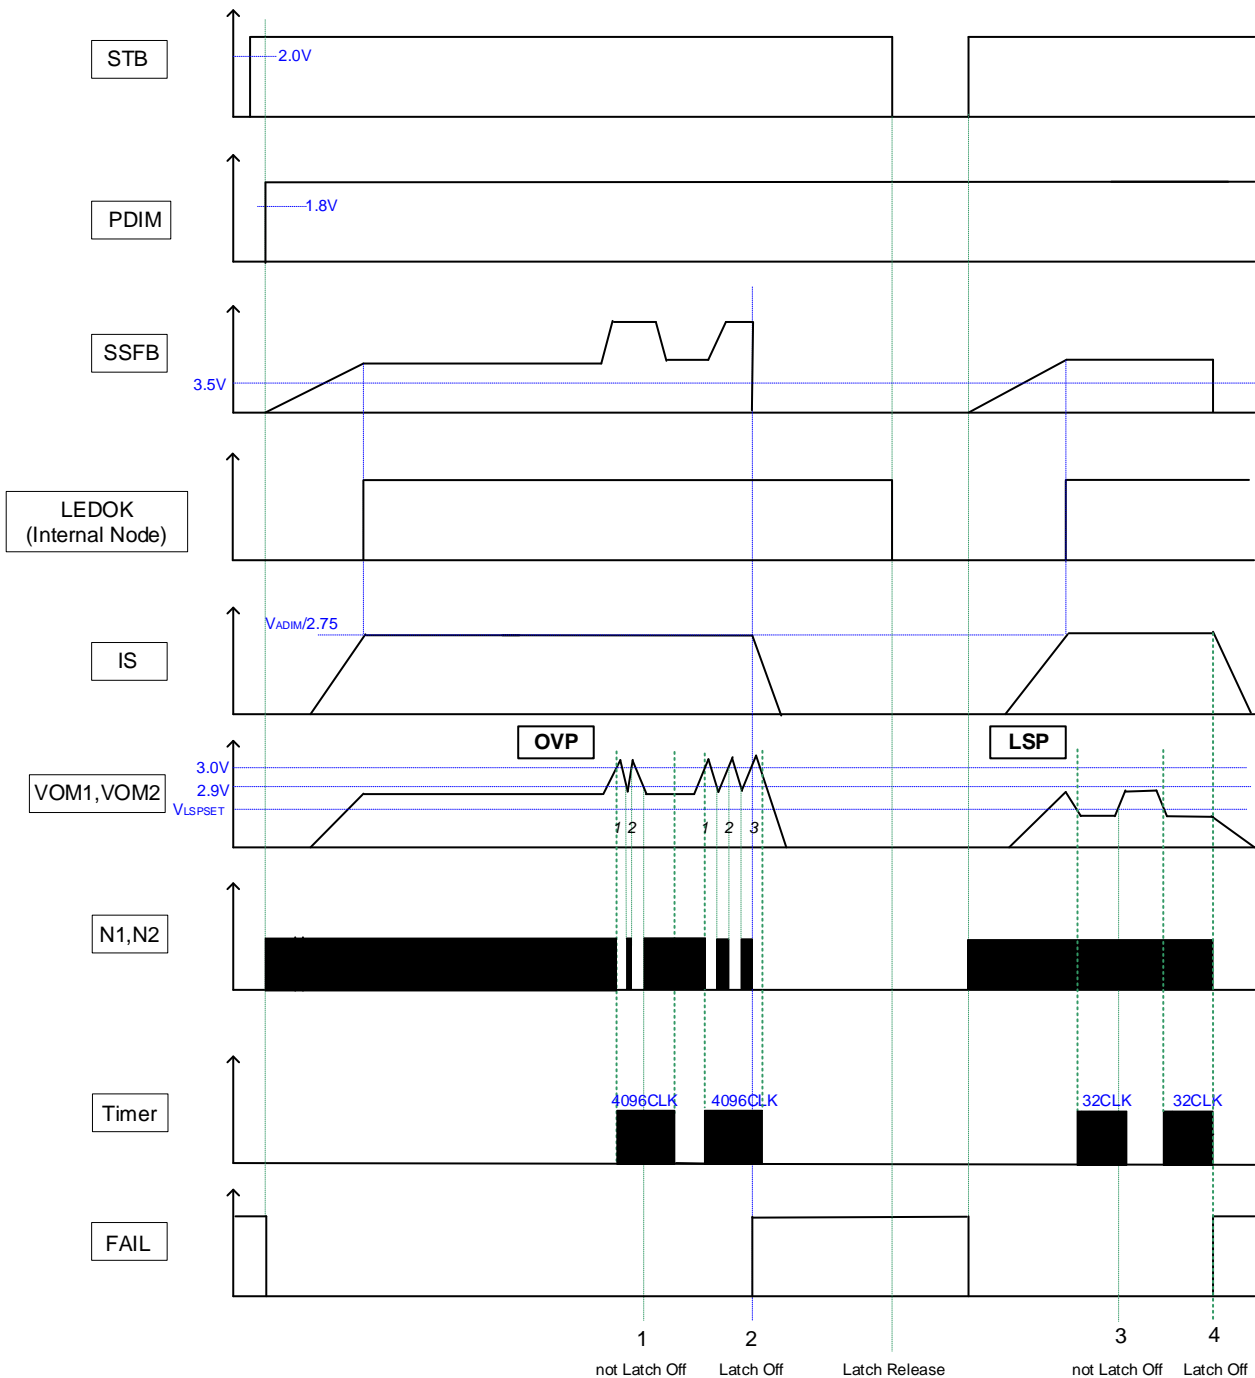 STB
2.0V
PDIM
1.8V
SSFB
3.5V
LEDOK
(Internal Node)
VADIM/2.75
IS
OVP
LSP
3.0V
VOM1,VOM2
2.9V
VLSPSET
1 2
1 2 3
N1,N2
Timer
4096CLK 4096CLK 32CLK 32CLK
FAIL
1 2 3 4
not Latch Off Latch Off Latch Release not Latch Off Latch Off